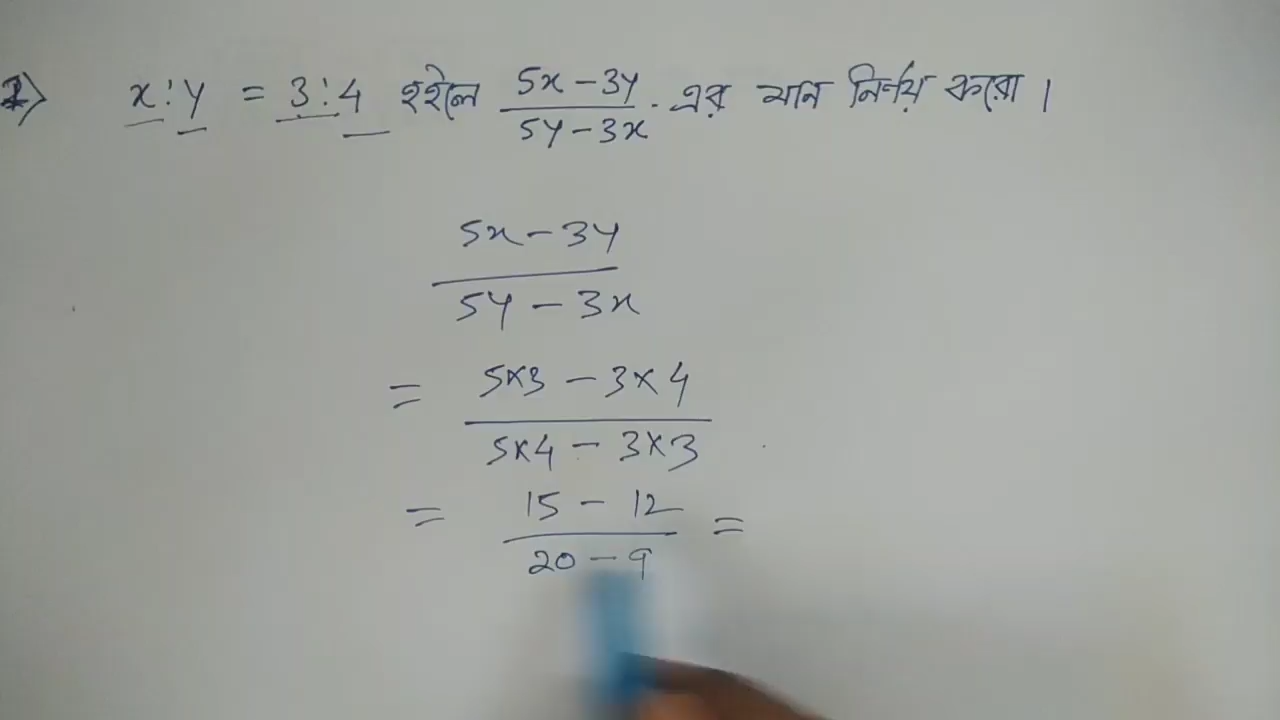 1) x:y = 3:4 হইলে (5x-3y)/(5y-3x) . এর মান নির্ণয় করো।
5x-3y
5y-3x
= 5×3 - 3×4
5×4 - 3×3
= 15 - 12 =
20 - 9